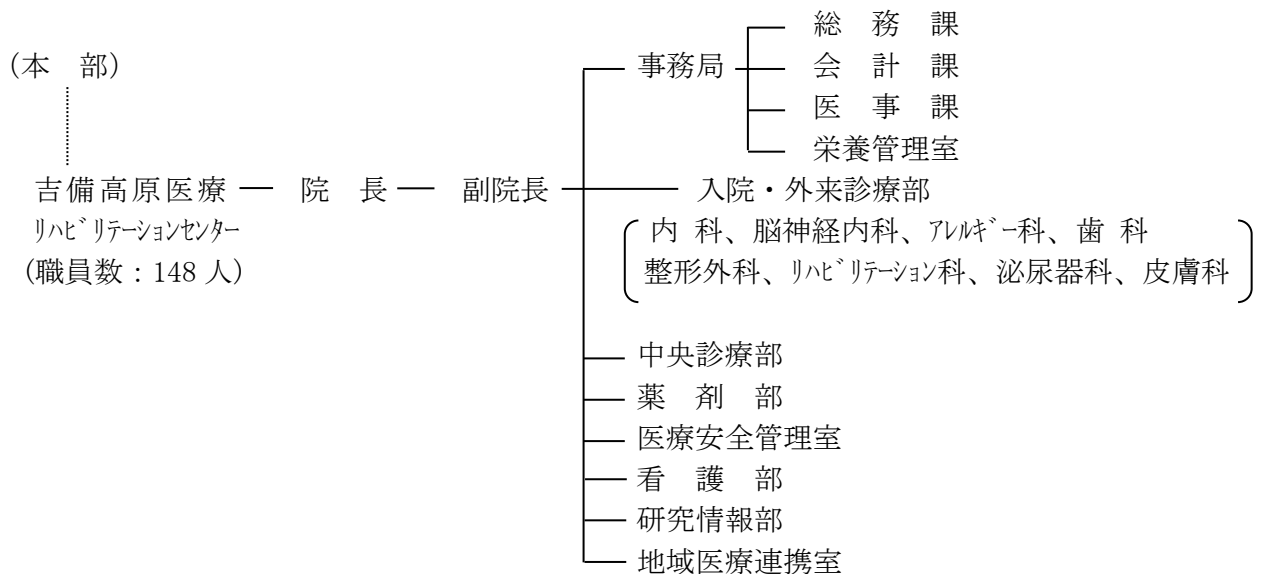 総　務　課
(本　部)
事務局
会　計　課
医　事　課
栄養管理室
吉備高原医療
院　長
副院長
入院・外来診療部
ﾘﾊﾋﾞﾘﾃｰｼｮﾝｾﾝﾀｰ
(職員数：148人)
内 科、脳神経内科、ｱﾚﾙｷﾞｰ科、歯 科
整形外科、ﾘﾊﾋﾞﾘﾃｰｼｮﾝ科、泌尿器科、皮膚科
中央診療部
薬　剤　部
医療安全管理室
看　護　部
研究情報部
地域医療連携室